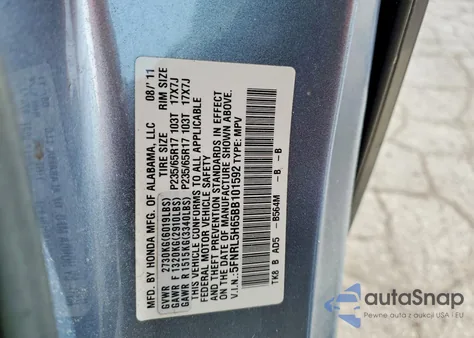 MFD. BY HONDA MFG. OF ALABAMA, LLC 08/'11
TIRE SIZE RIM SIZE
GVWR 2730KG(6019LBS)
GAWR F 1320KG(2910LBS) P235/65R17 103T 17X7J
GAWR R 1515KG(3340LBS) P235/65R17 103T 17X7J
THIS VEHICLE CONFORMS TO ALL APPLICABLE
FEDERAL MOTOR VEHICLE SAFETY,
AND THEFT PREVENTION STANDARDS IN EFFECT
ON THE DATE OF MANUFACTURE SHOWN ABOVE.
V.I.N.: 5FNRL5H65BB101592 TYPE: MPV
TK8 B AD5 - B564M - B - B
autoSnap
Pewne auta z aukcji USA i EU